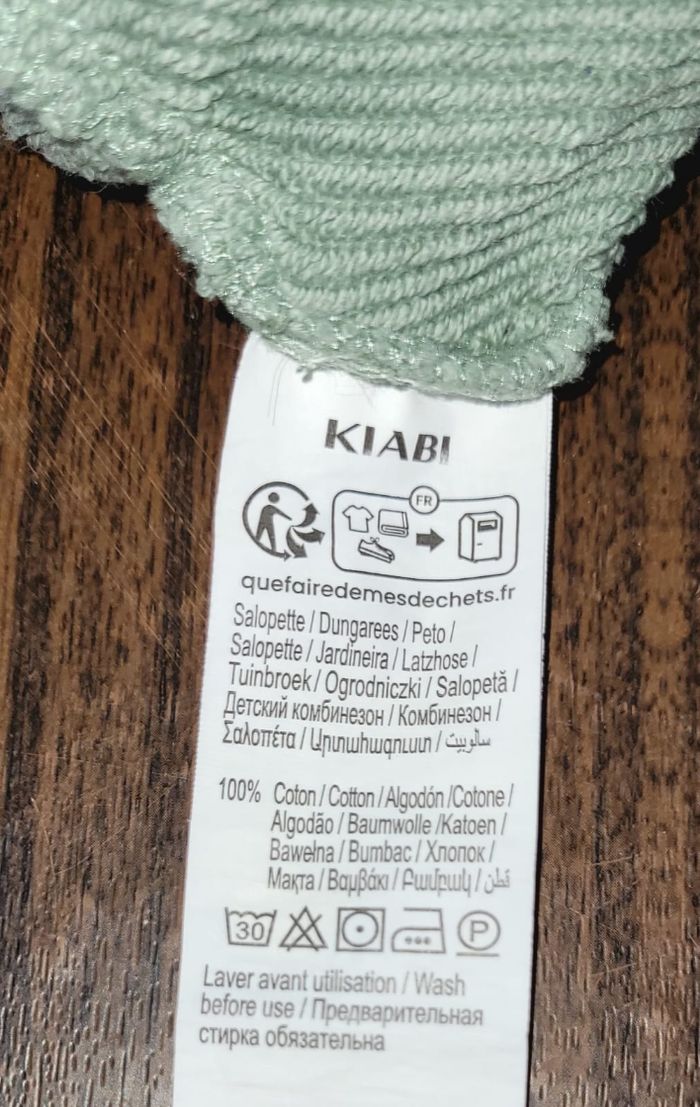 KIABI
FR
quefairedemesdechets.fr
Salopette / Dungarees / Peto /
Salopette / Jardineira / Latzhose /
Tuinbroek / Ogrodniczki / Salopetă /
Детский комбинезон / Комбинезон /
Σαλοπέτα / Արտահագուստ / سالوبيت
100% Coton / Cotton / Algodón /Cotone /
Algodão / Baumwolle /Katoen /
Bawełna / Bumbac / Хлопок /
Мақта / Βαμβάκι / Բամբակ / قطن
30 P
Laver avant utilisation / Wash
before use / Предварительная
стирка обязательна